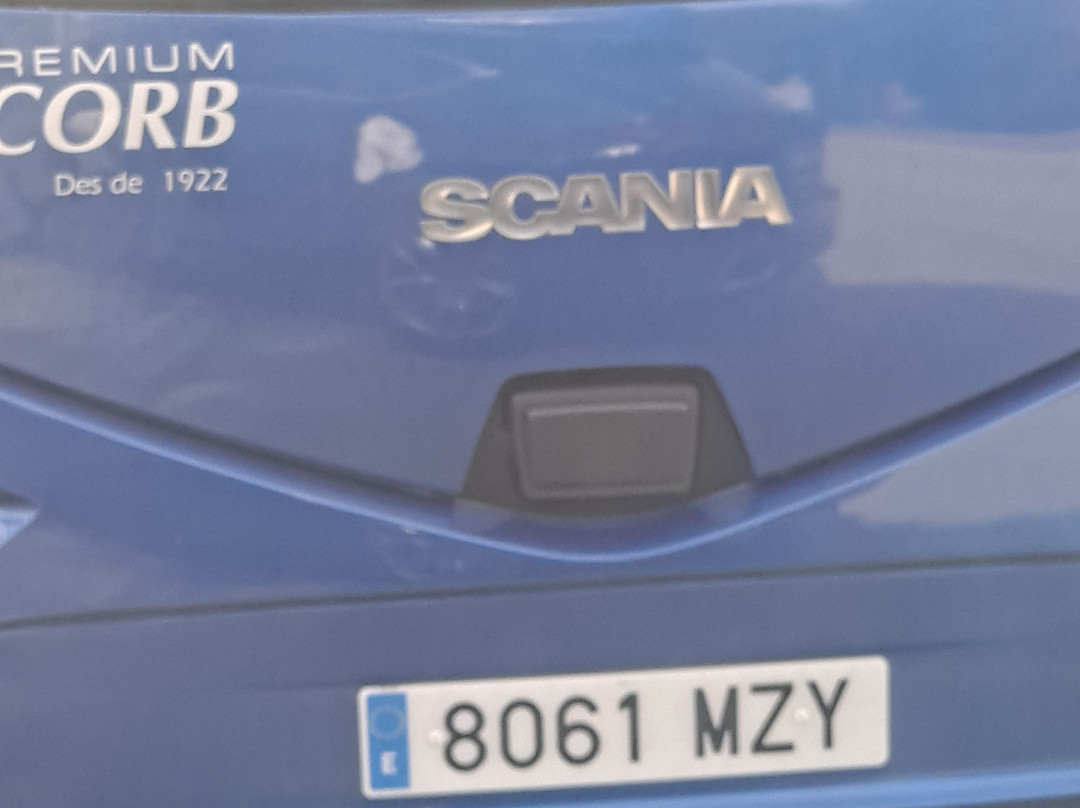 REMIUM
CORB
Des de 1922
SCANIA
E
8061 MZY